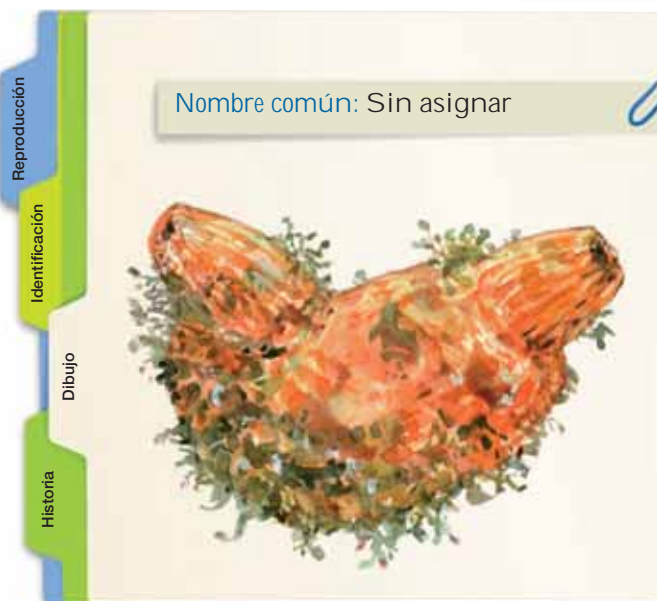 Nombre común: Sin asignar
Reproducción
Identificación
Dibujo
Historia